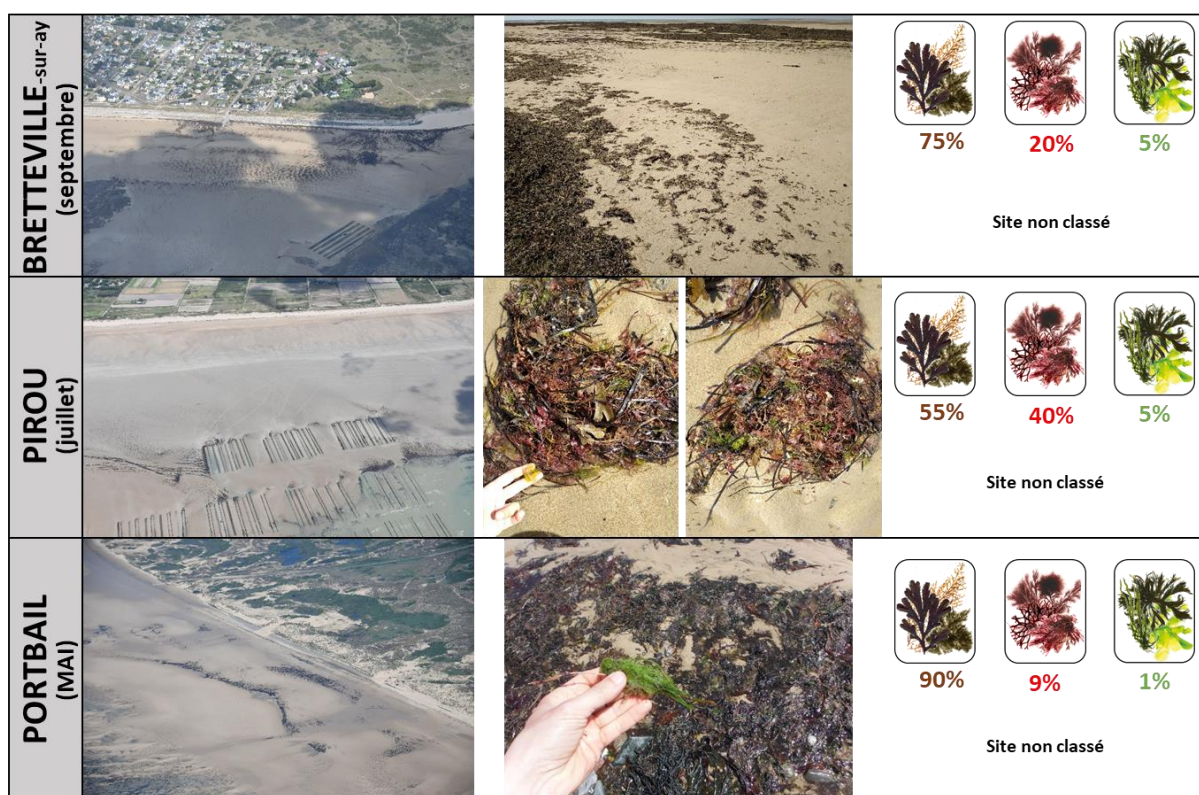 BRETTEVILLE-sur-ay
(septembre)
75%
20%
5%
Site non classé
PIROU
(juillet)
55%
40%
5%
Site non classé
PORTBAIL
(MAI)
90%
9%
1%
Site non classé